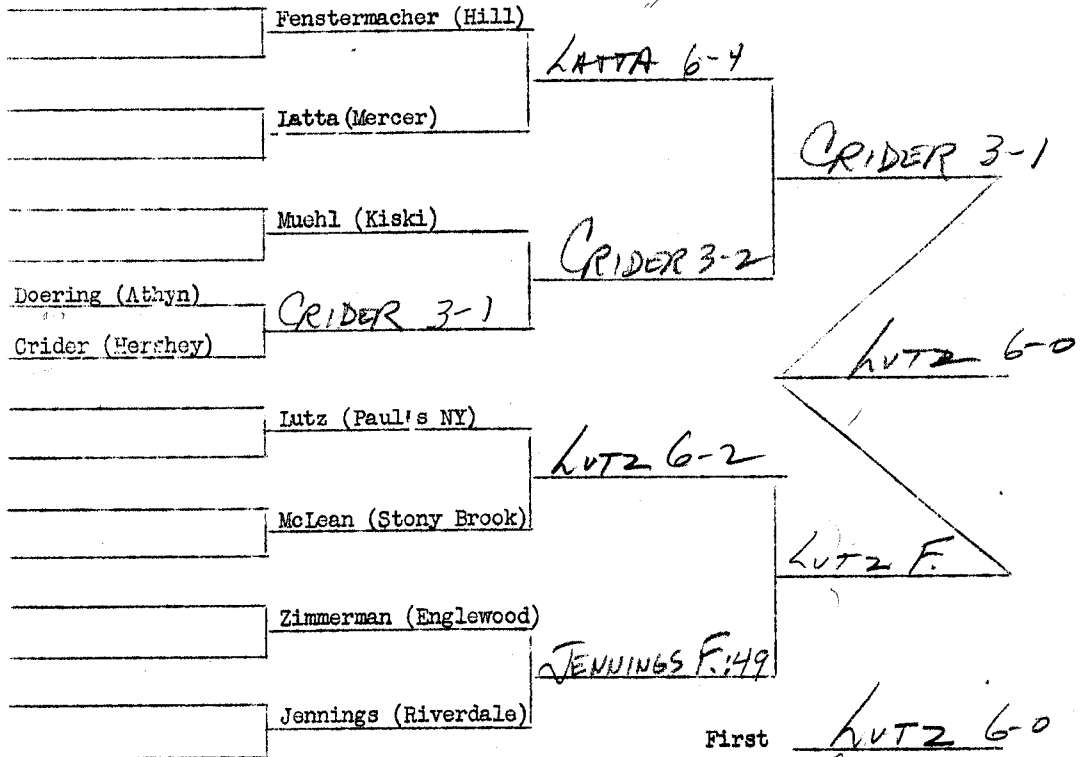 Fenstermacher (Hill)
LATTA 6-4
Latta (Mercer)
CRIDER 3-1
Muehl (Kiski)
CRIDER 3-2
Doering (Athyn)
CRIDER 3-1
Crider (Hershey)
LUTZ 6-0
Lutz (Paul's NY)
LUTZ 6-2
McLean (Stony Brook)
LUTZ F.
Zimmerman (Englewood)
JENNINGS F.:49
Jennings (Riverdale)
First LUTZ 6-0